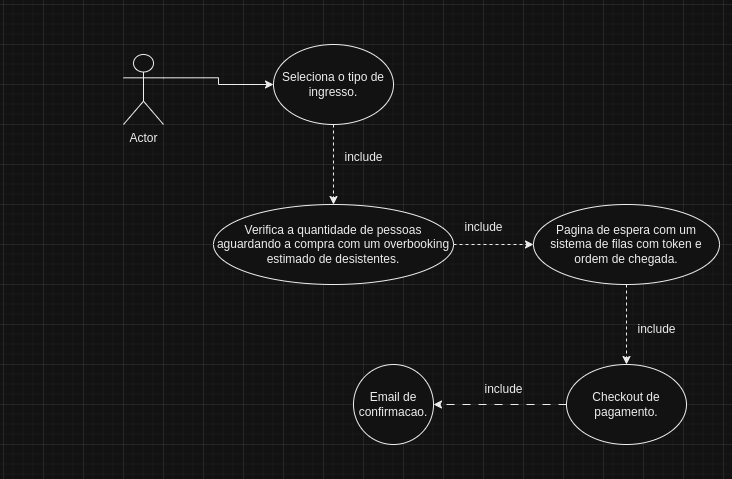 Seleciona o tipo de
ingresso.
Actor
include
Verifica a quantidade de pessoas
aguardando a compra com um overbooking
estimado de desistentes.
include
Pagina de espera com um
sistema de filas com token e
ordem de chegada.
include
Checkout de
pagamento.
include
Email de
confirmacao.